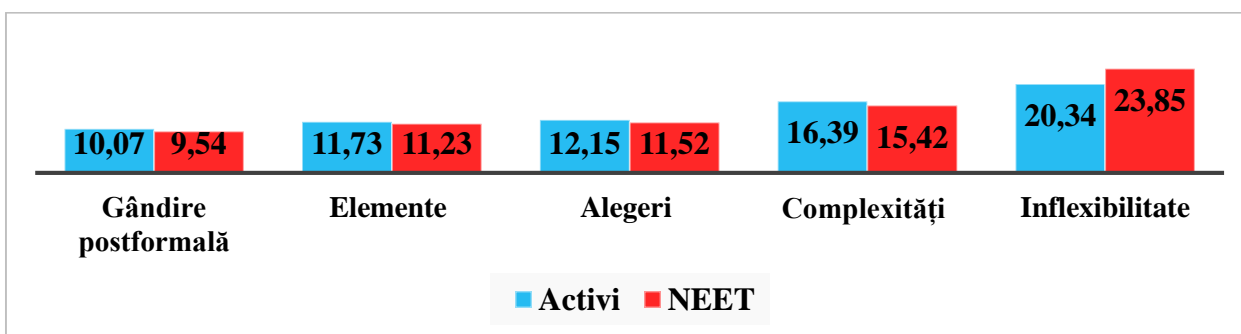 10,07 9,54 11,73 11,23 12,15 11,52 16,39 15,42 20,34 23,85
Gândire Elemente Alegeri Complexități Inflexibilitate
postformală
Activi NEET